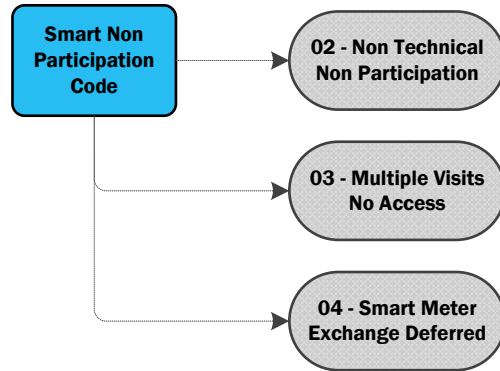 Smart Non
Participation
Code
02 - Non Technical
Non Participation
03 - Multiple Visits
No Access
04 - Smart Meter
Exchange Deferred